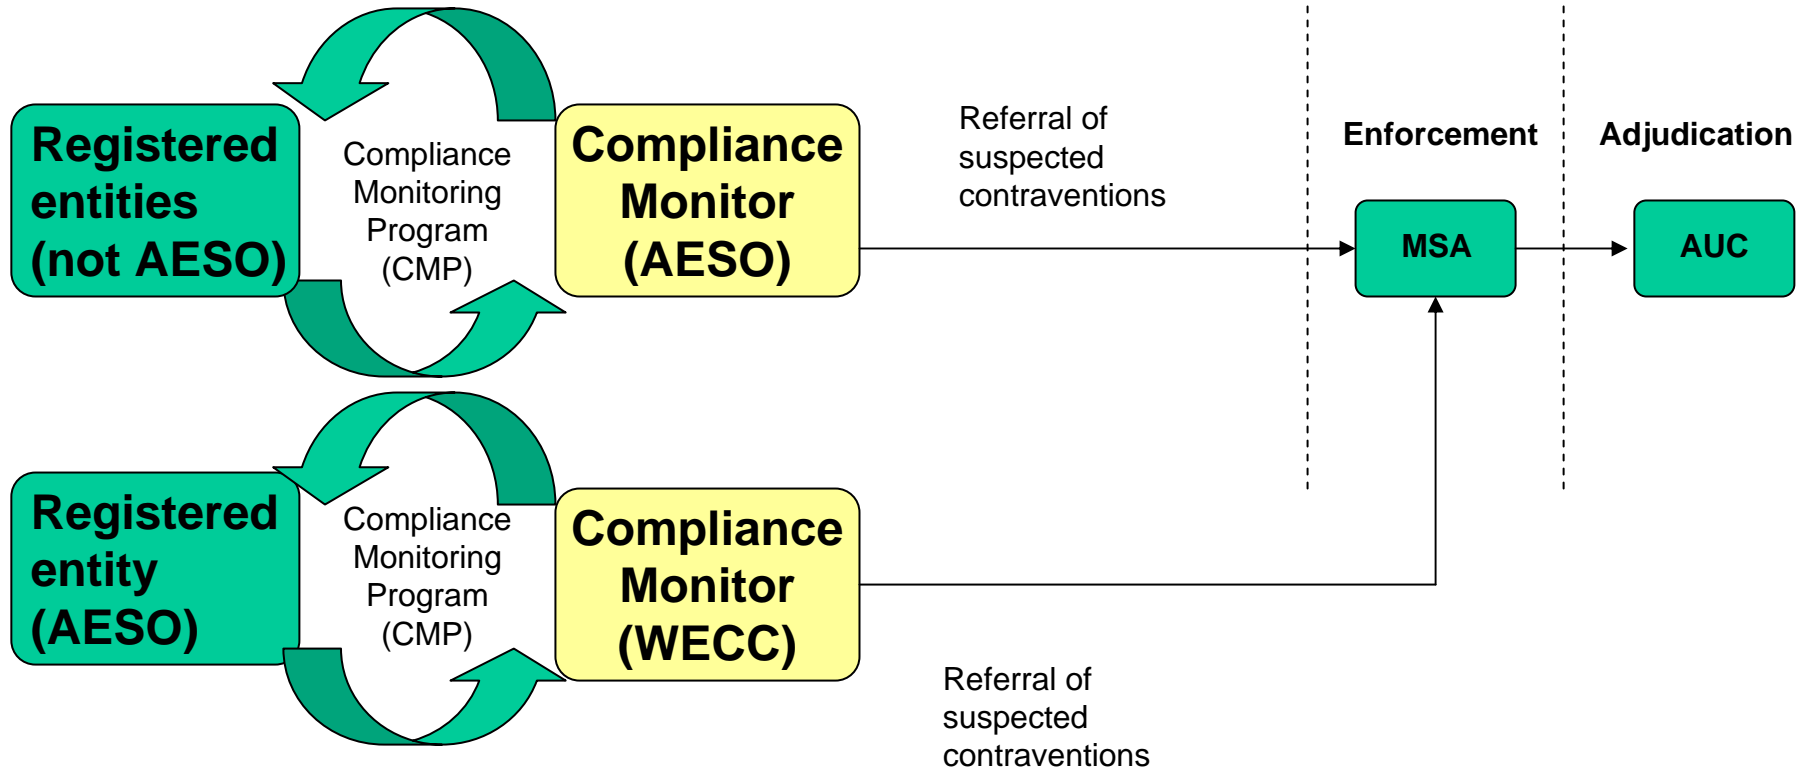 Registered
entities
(not AESO)
Compliance
Monitoring
Program
(CMP)
Compliance
Monitor
(AESO)
Referral of
suspected
contraventions
Enforcement
Adjudication
MSA
AUC
Registered
entity
(AESO)
Compliance
Monitoring
Program
(CMP)
Compliance
Monitor
(WECC)
Referral of
suspected
contraventions